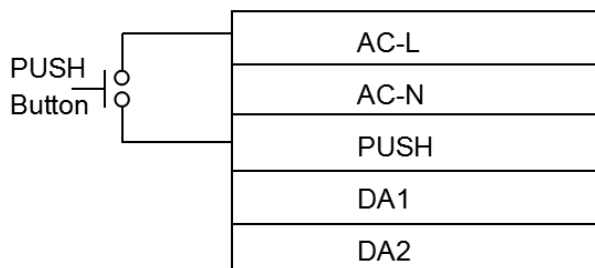 PUSH
Button
AC-L
AC-N
PUSH
DA1
DA2